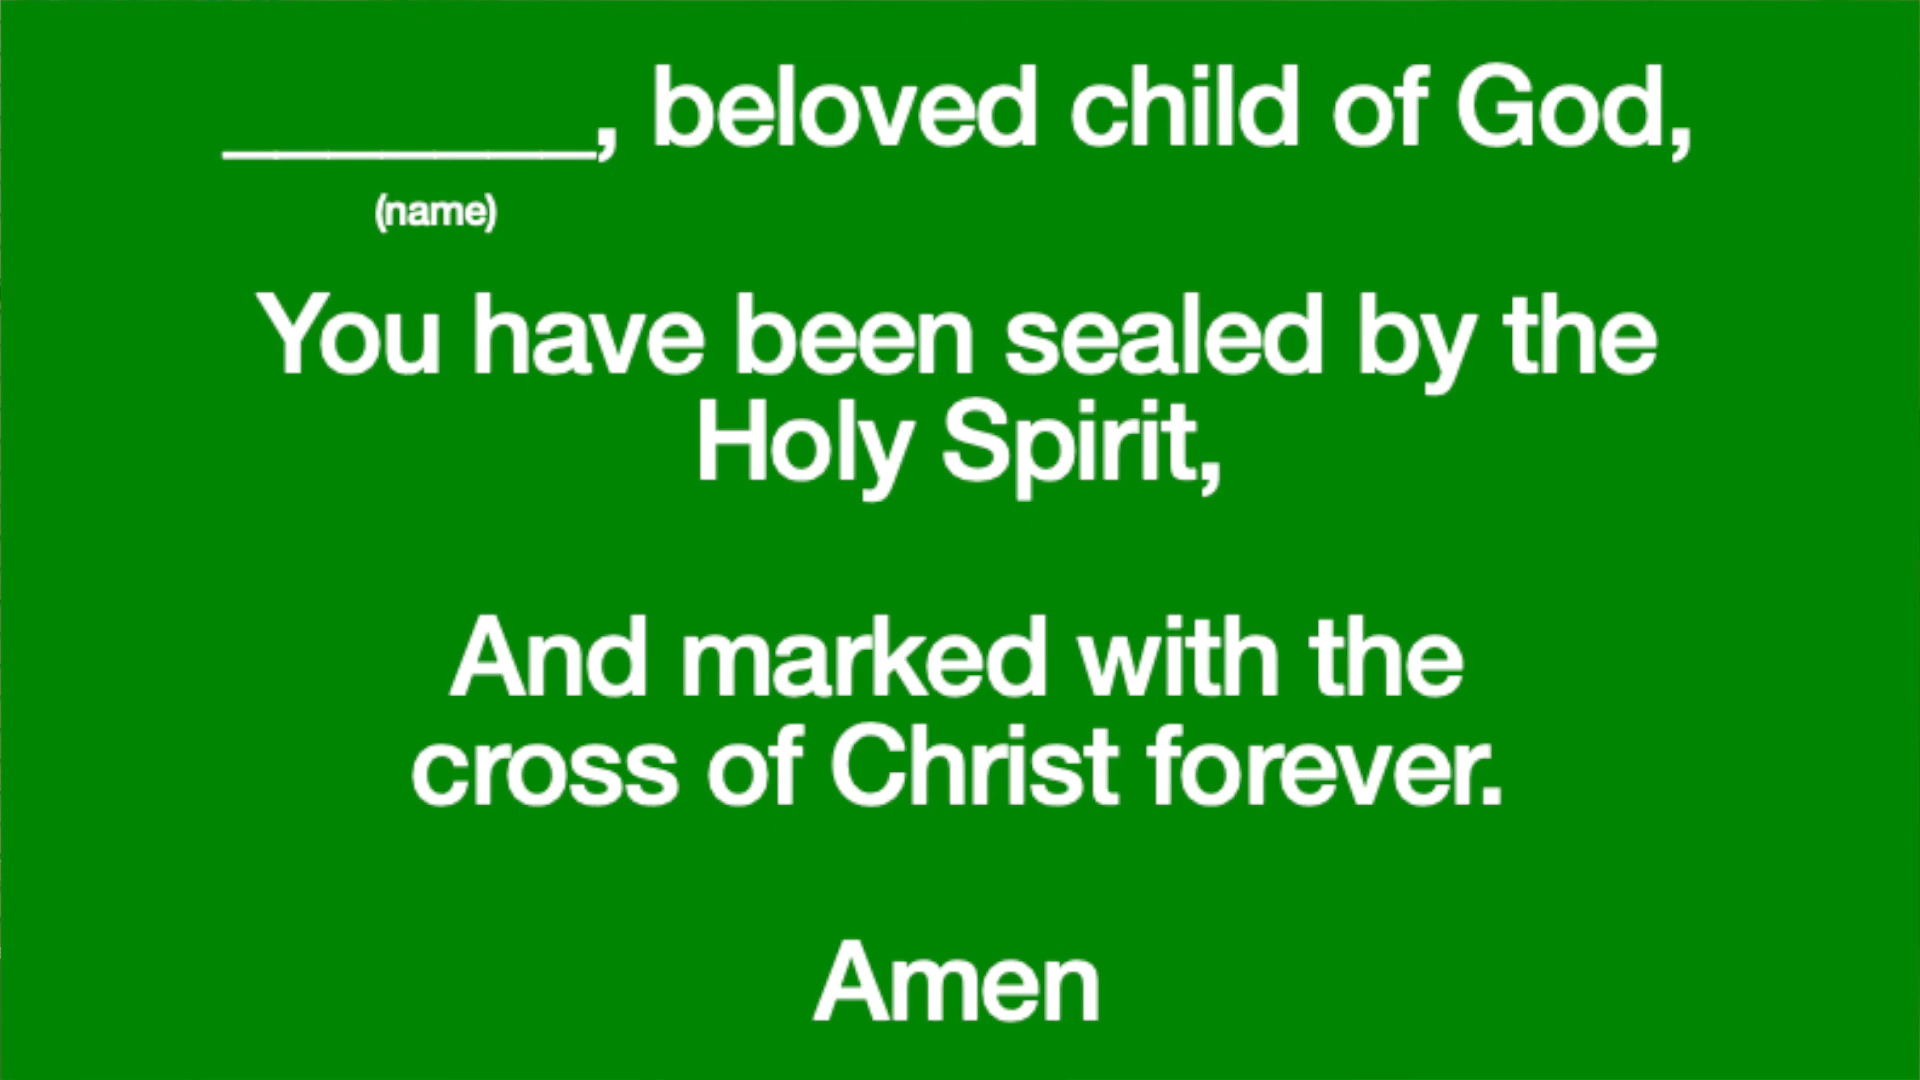 _______, beloved child of God,
(name)
You have been sealed by the
Holy Spirit,
And marked with the
cross of Christ forever.
Amen